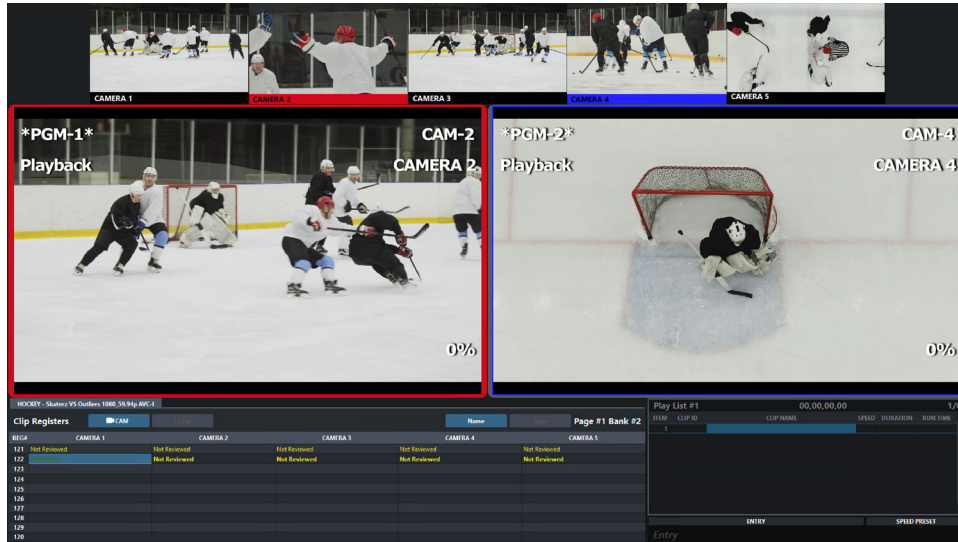 CAMERA 1 CAMERA 2 CAMERA 3 CAMERA 4 CAMERA 5
*PGM-1* CAM-2
Playback CAMERA 2
0%
*PGM-2* CAM-4
Playback CAMERA 4
0%
HOCKEY - Skaterz VS Outliers 1080_59.94p AVC-I
Clip Registers CAM Name Page #1 Bank #2
REG# CAMERA 1 CAMERA 2 CAMERA 3 CAMERA 4 CAMERA 5
121 Not Reviewed Not Reviewed Not Reviewed Not Reviewed Not Reviewed
122 Not Reviewed Not Reviewed Not Reviewed Not Reviewed
123
124
125
126
127
128
129
120
Play List #1 00,00,00,00 1/
ITEM CLIP ID CLIP NAME SPEED DURATION RUN TIME
1
ENTRY SPEED PRESET
Entry